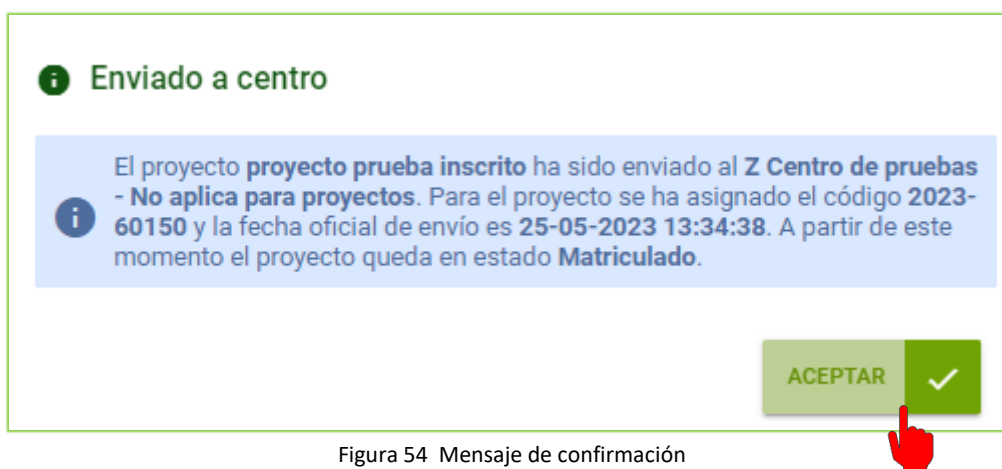 Enviado a centro
El proyecto proyecto prueba inscrito ha sido enviado al Z Centro de pruebas
- No aplica para proyectos. Para el proyecto se ha asignado el código 2023-
60150 y la fecha oficial de envío es 25-05-2023 13:34:38. A partir de este
momento el proyecto queda en estado Matriculado.
ACEPTAR
Figura 54 Mensaje de confirmación